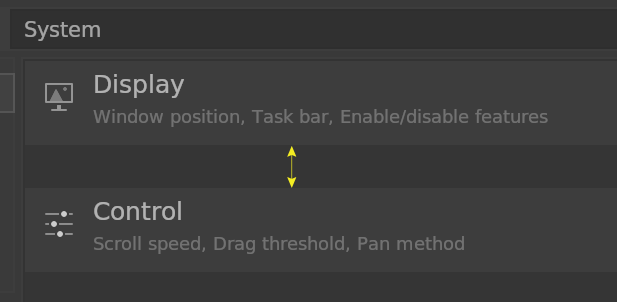 System
Display
Window position, Task bar, Enable/disable features
Control
Scroll speed, Drag threshold, Pan method